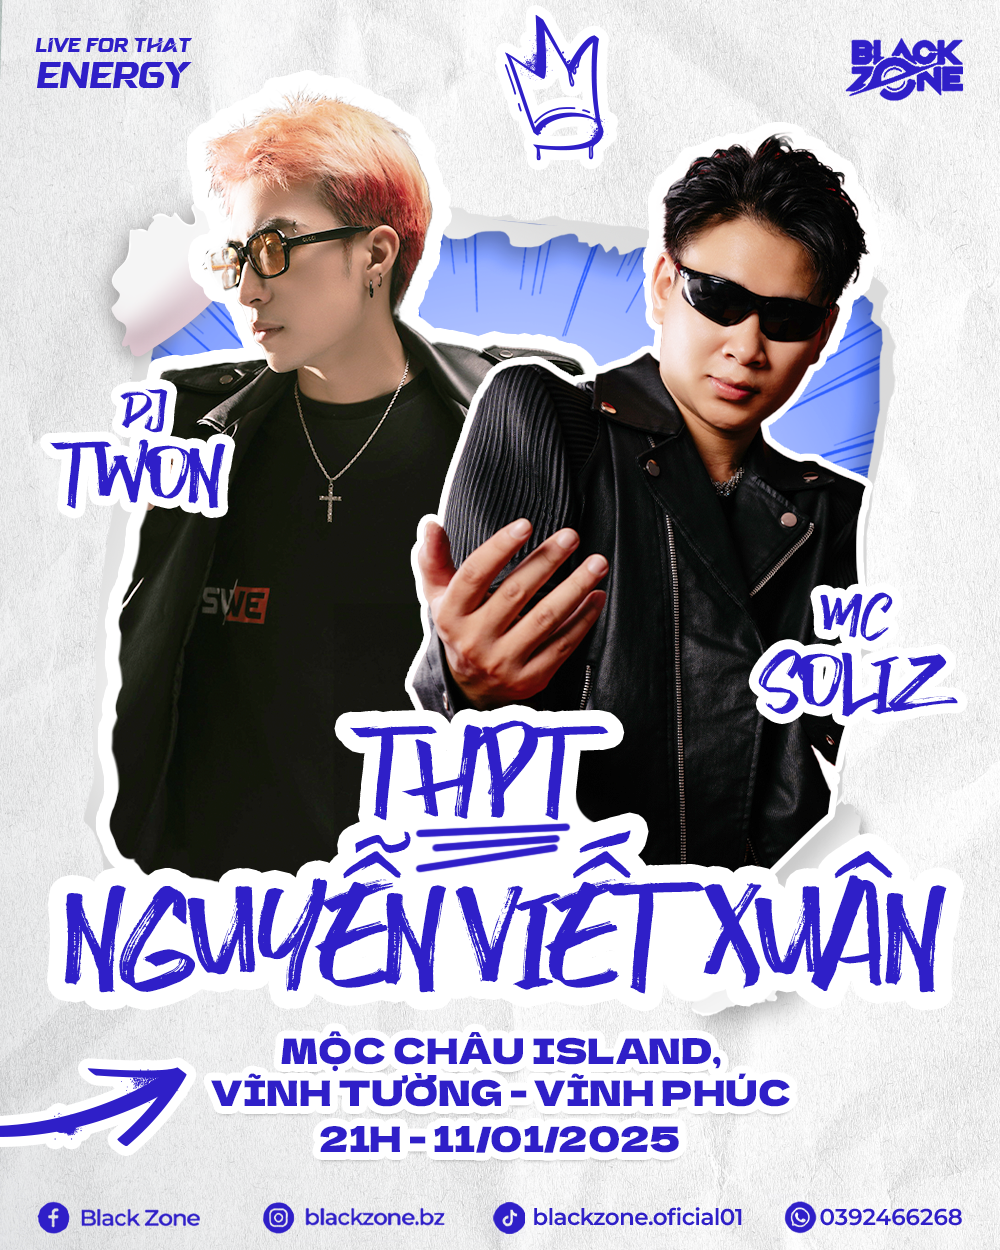 LIVE FOR THAT
ENERGY
BLACK
ZONE
GUCCI
DJ
TWON
SWE
MC
SOLIZ
THPT
NGUYỄN VIẾT XUÂN
MỘC CHÂU ISLAND,
VĨNH TƯỜNG - VĨNH PHÚC
21H - 11/01/2025
Black Zone
blackzone.bz
blackzone.oficial01
0392466268